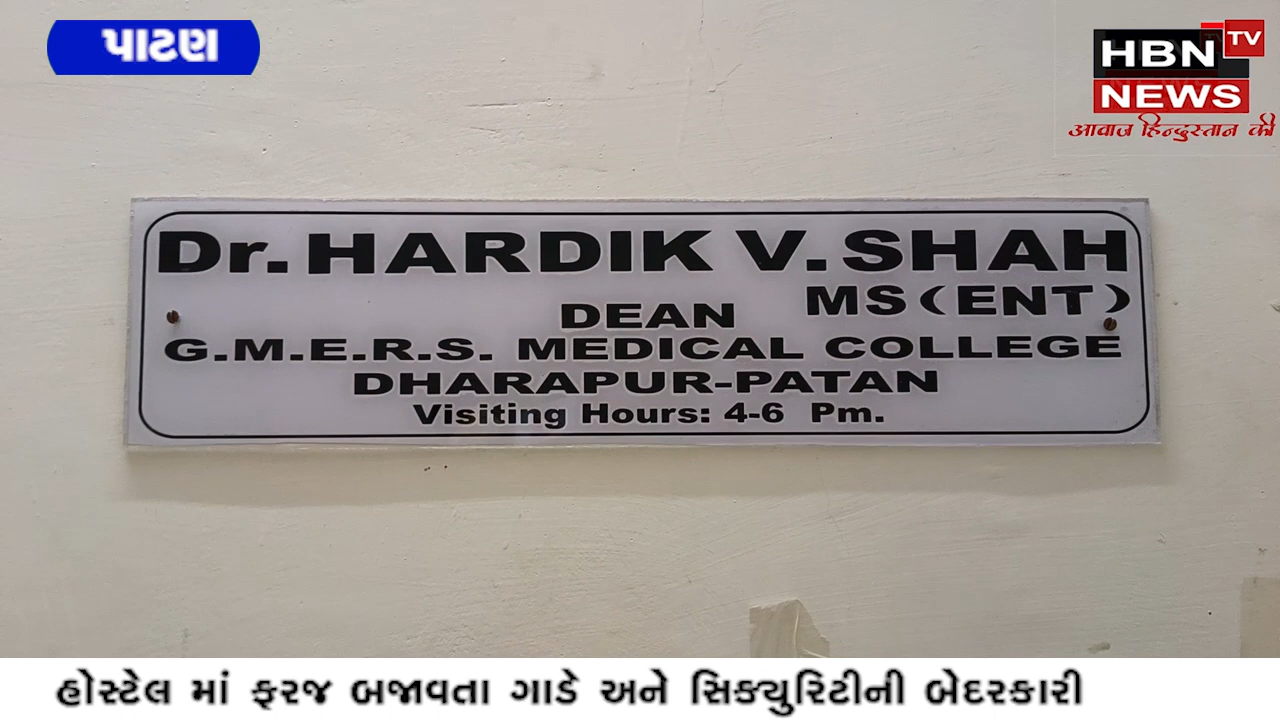 પાટણ
HBN TV
NEWS
आवाज हिन्दुस्तान की
Dr. HARDIK V. SHAH
MS (ENT)
DEAN
G.M.E.R.S. MEDICAL COLLEGE
DHARAPUR-PATAN
Visiting Hours: 4-6 Pm.
હોસ્ટેલ માં ફરજ બજાવતા ગાડે અને સિક્યુરિટીની બેદરકારી